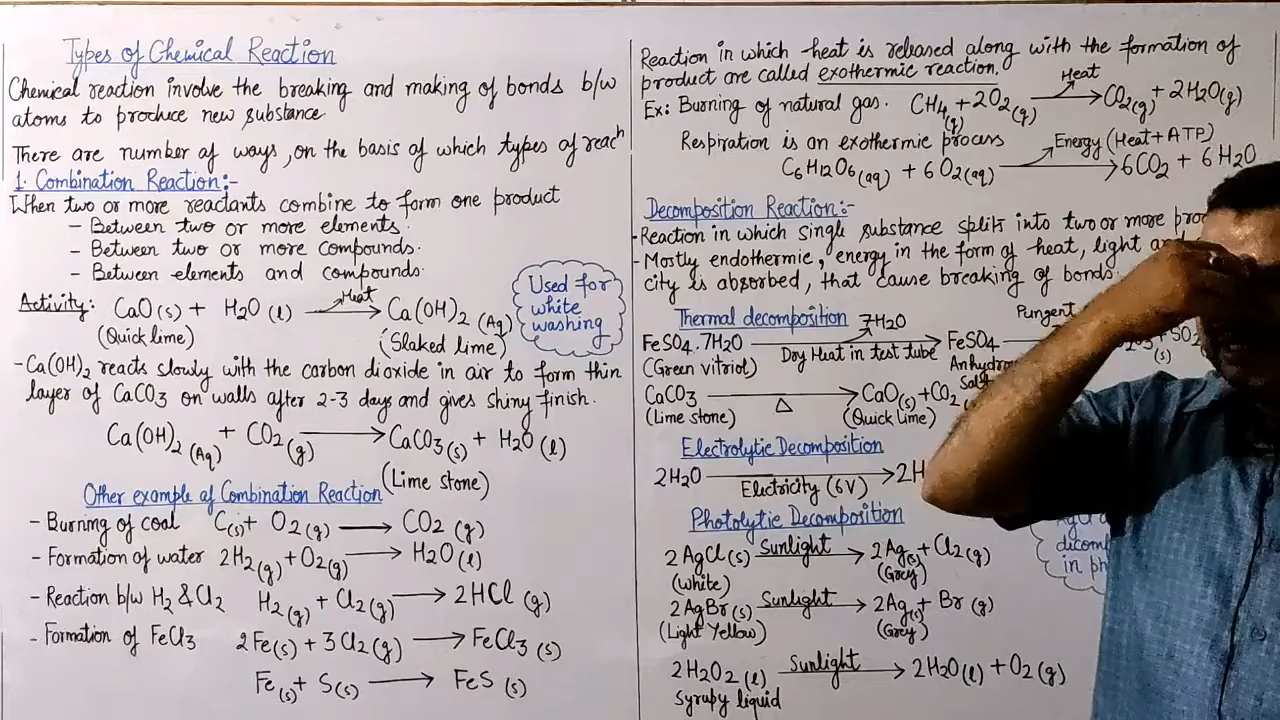 Types of Chemical Reaction
Chemical reaction involve the breaking and making of bonds b/w
atoms to produce new substance
There are number of ways, on the basis of which types of reacⁿ
1. Combination Reaction:-
When two or more reactants combine to form one product
- Between two or more elements.
- Between two or more compounds.
- Between elements and compounds.
Activity: CaO(s) + H₂O(l) —Heat→ Ca(OH)₂(Aq)
(Quick lime) (Slaked lime)
Used for
white
washing
- Ca(OH)₂ reacts slowly with the carbon dioxide in air to form thin
layer of CaCO₃ on walls after 2-3 days and gives shiny finish.
Ca(OH)₂(Aq) + CO₂(g) → CaCO₃(s) + H₂O(l)
(Lime stone)
Other example of Combination Reaction
- Burning of coal C(s) + O₂(g) → CO₂(g)
- Formation of water 2H₂(g) + O₂(g) → H₂O(l)
- Reaction b/w H₂ & Cl₂ H₂(g) + Cl₂(g) → 2HCl(g)
- Formation of FeCl₃ 2Fe(s) + 3Cl₂(g) → FeCl₃(s)
Fe(s) + S(s) → FeS(s)
Reaction in which heat is released along with the formation of
product are called exothermic reaction.
Ex: Burning of natural gas. CH₄(g) + 2O₂(g) —Heat→ CO₂(g) + 2H₂O(g)
Respiration is an exothermic process Energy (Heat+ATP)
C₆H₁₂O₆(aq) + 6O₂(aq) → 6CO₂ + 6H₂O
Decomposition Reaction:-
- Reaction in which single substance splits into two or more
- Mostly endothermic, energy in the form of heat, light
city is absorbed, that cause breaking of bonds.
Thermal decomposition 7H₂O Pungent
FeSO₄.7H₂O —Dry Heat in test tube→ FeSO₄ →
(Green vitriol)
CaCO₃ —△→ CaO(s) + CO₂
(Lime stone) (Quick Lime)
Electrolytic Decomposition
2H₂O —Electricity (6V)→ 2H
Photolytic Decomposition
2AgCl(s) —Sunlight→ 2Ag(s) + Cl₂(g)
(White) (Grey)
2AgBr(s) —Sunlight→ 2Ag(s) + Br(g)
(Light Yellow) (Grey)
2H₂O₂(l) —Sunlight→ 2H₂O(l) + O₂(g)
Syrupy liquid
in